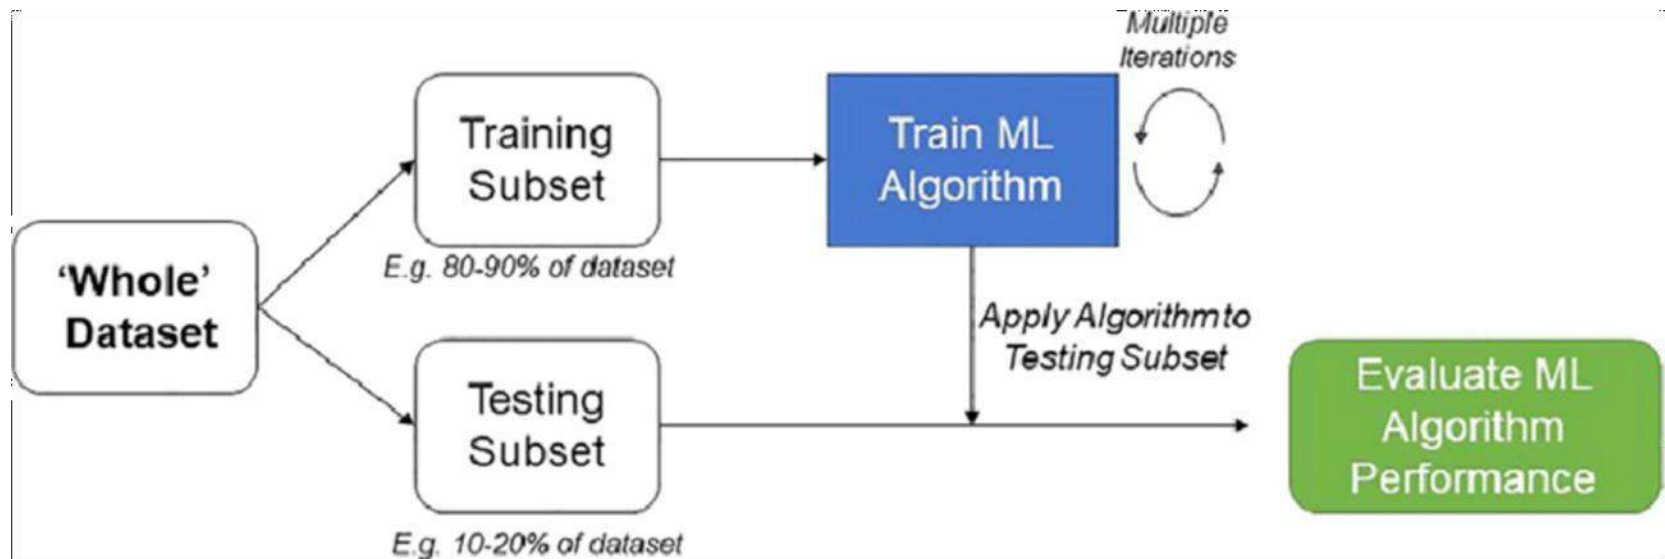 Multiple
Iterations
Training
Subset
Train ML
Algorithm
E.g. 80-90% of dataset
'Whole'
Dataset
Apply Algorithm to
Testing Subset
Testing
Subset
Evaluate ML
Algorithm
Performance
E.g. 10-20% of dataset